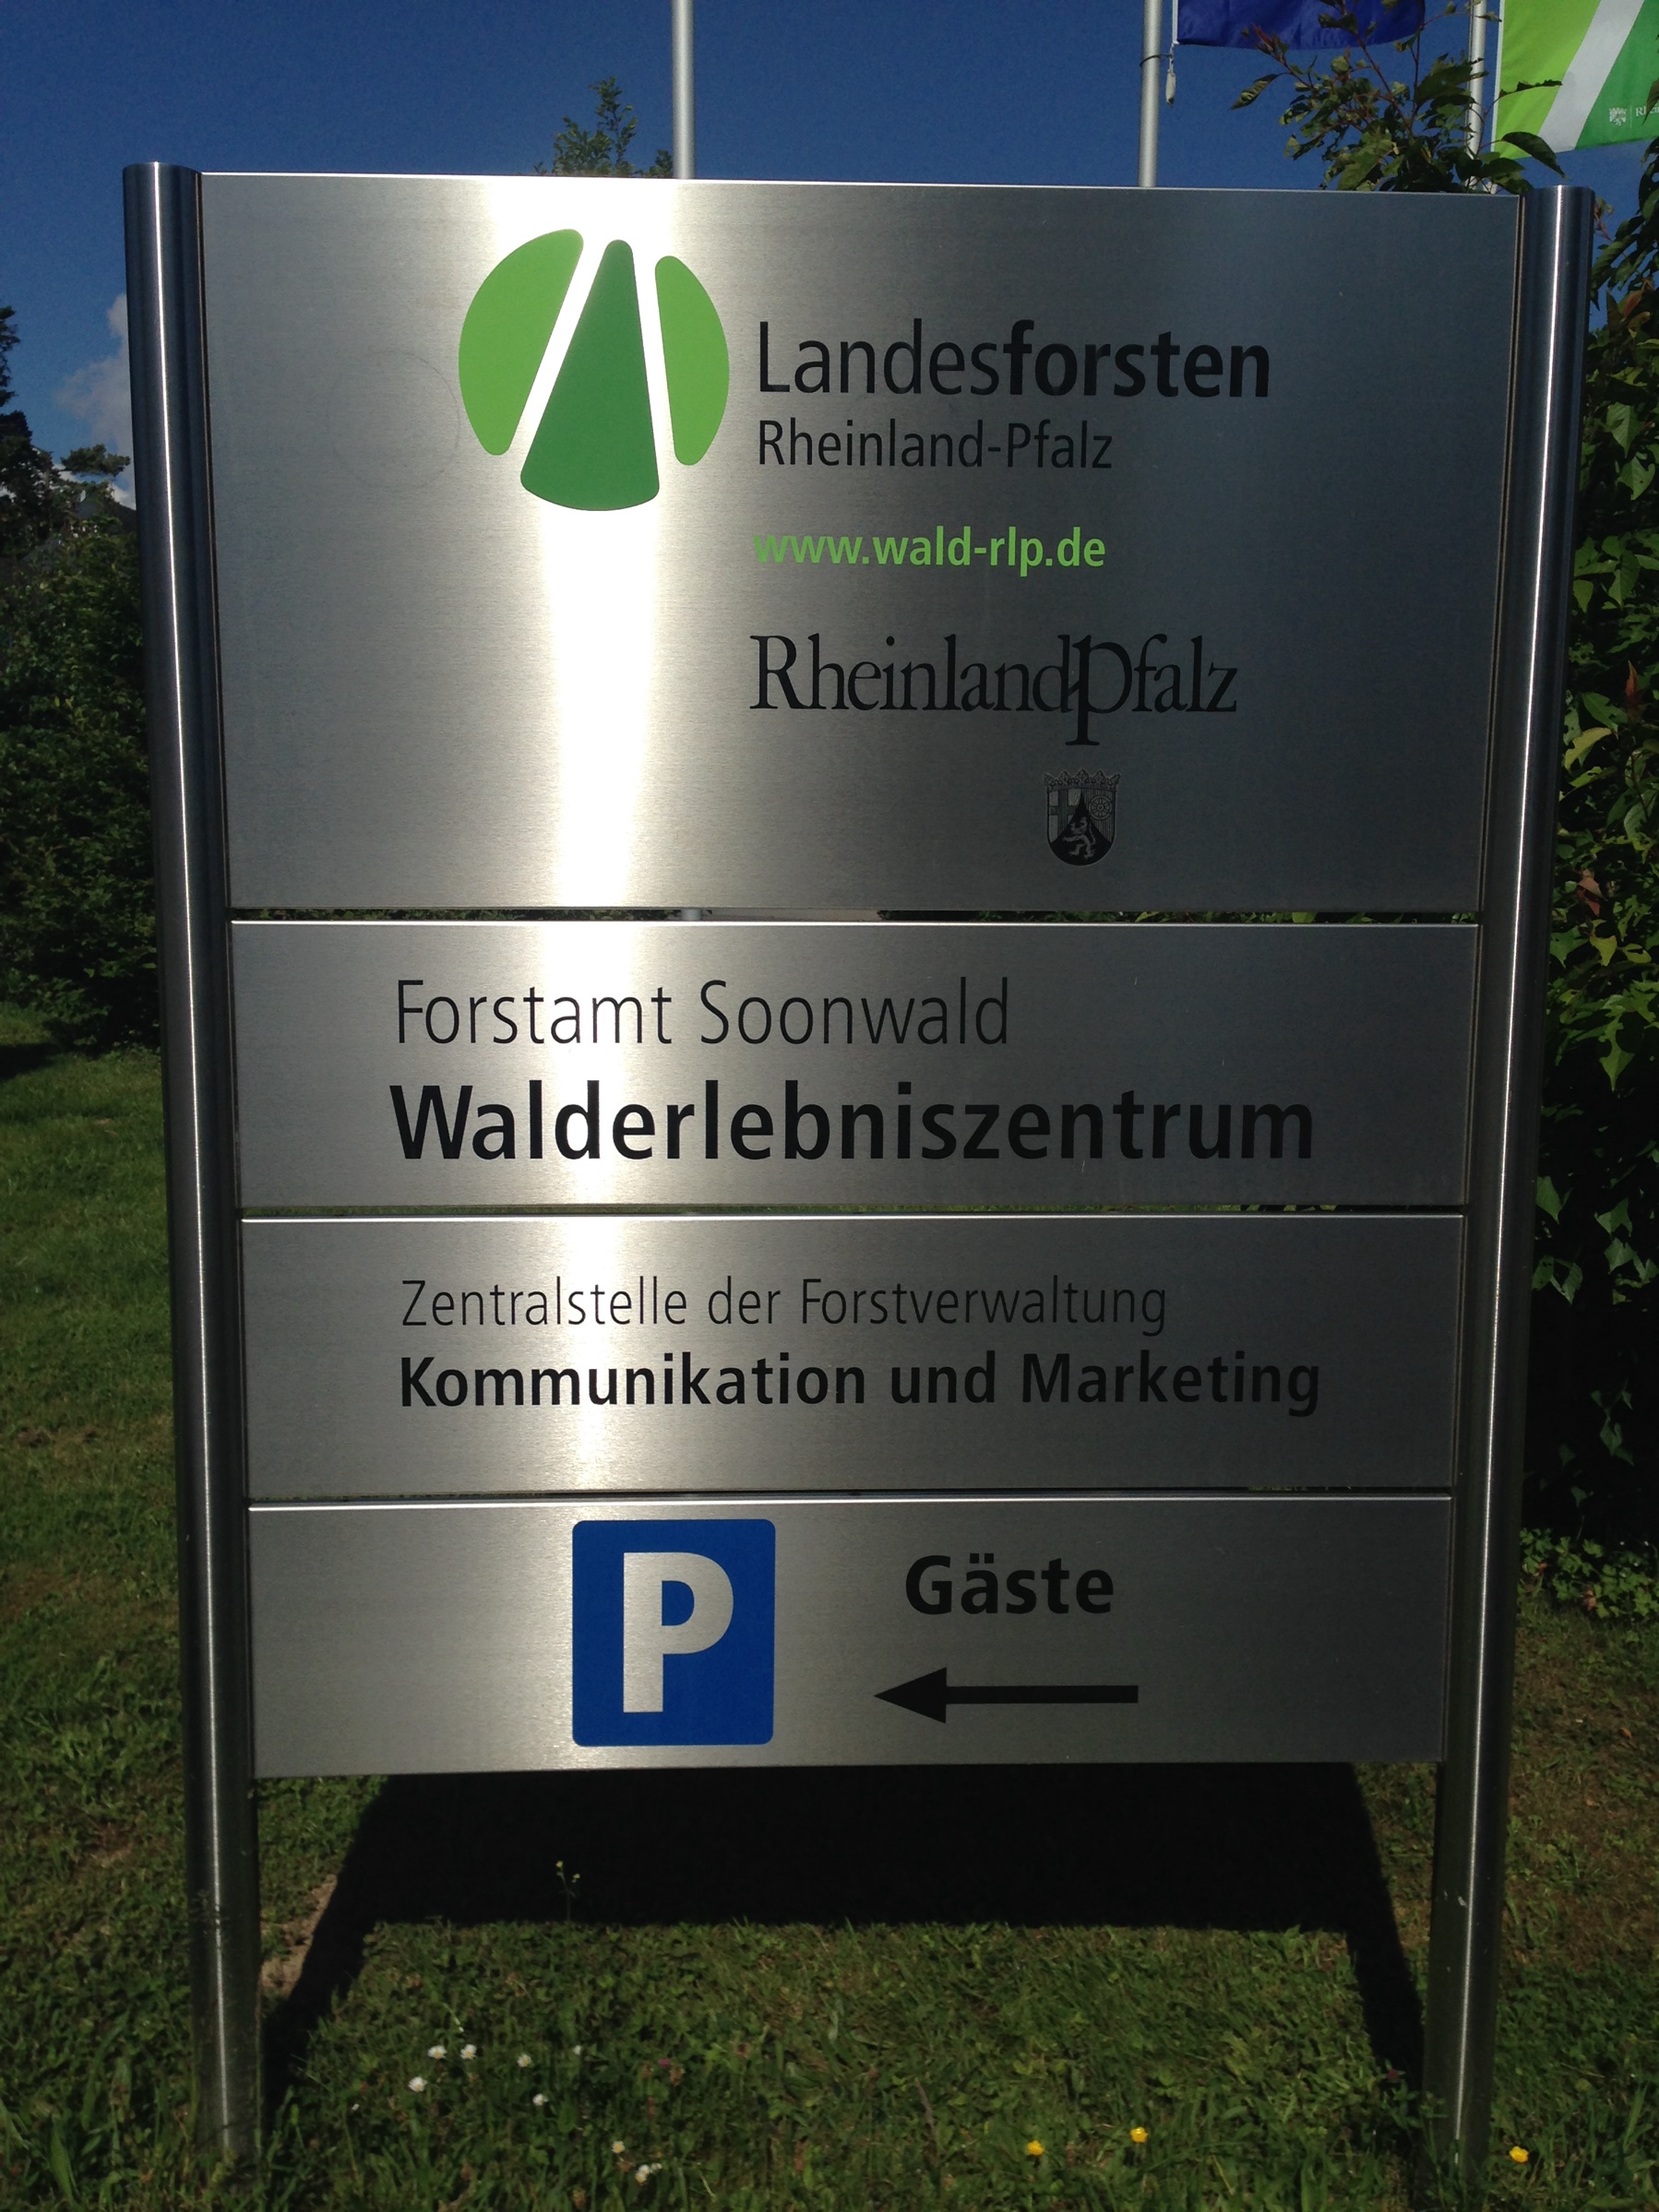 Landesforsten
Rheinland-Pfalz
www.wald-rlp.de
Rheinlandpfalz
Forstamt Soonwald
Walderlebniszentrum
Zentralstelle der Forstverwaltung
Kommunikation und Marketing
P
Gäste